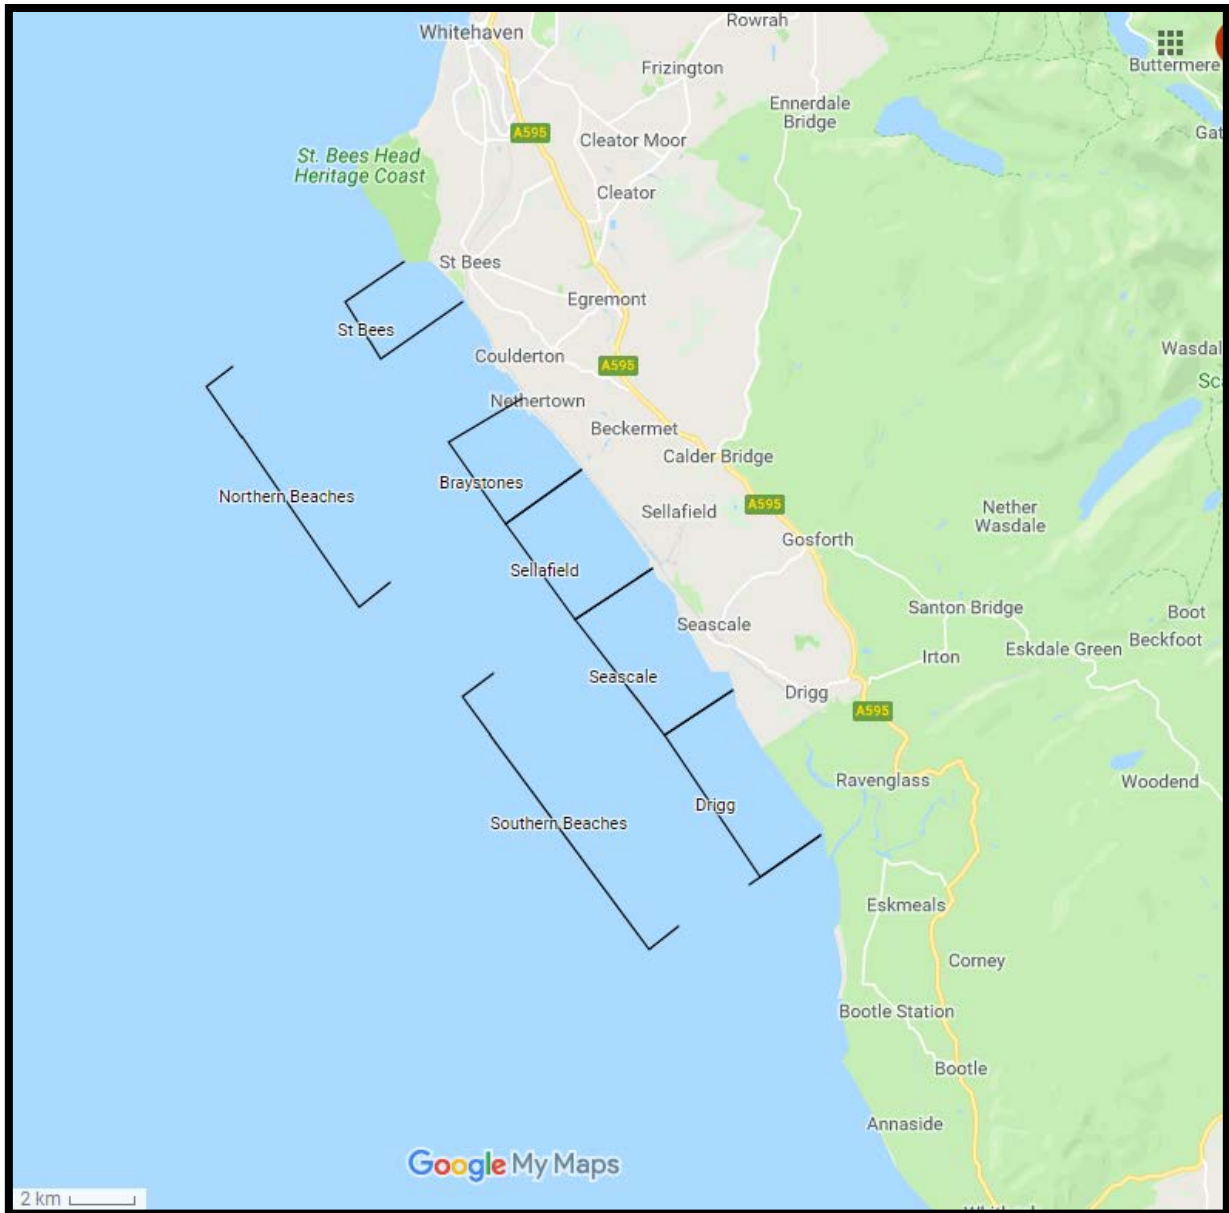 Rowrah
Whitehaven
Frizington
Buttermere
Ennerdale
Bridge
A595
Cleator Moor
Gat
St. Bees Head
Heritage Coast
Cleator
St Bees
Egremont
St Bees
Coulderton
A595
Wasdal
Sca
Nethertown
Beckermet
Calder Bridge
Braystones
Northern Beaches
A595
Sellafield
Nether
Wasdale
Gosforth
Sellafield
Santon Bridge
Boot
Seascale
Eskdale Green
Beckfoot
Irton
Seascale
Drigg
A595
Ravenglass
Woodend
Drigg
Southern Beaches
Eskmeals
Corney
Bootle Station
Bootle
Annaside
Google My Maps
2 km